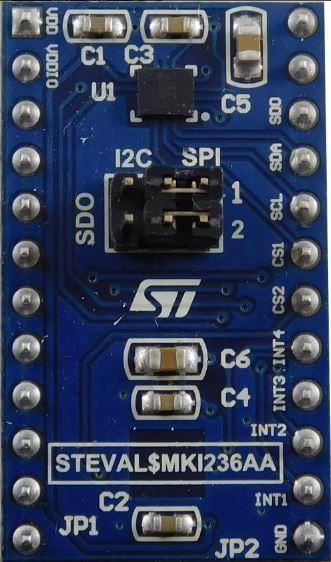 VDD
VDDIO
C1 C3
U1
C5
SDO
SDA
I2C SPI
SDO
1
2
SCL
CS1
ST
CS2
C6
INT4
C4
INT3
INT2
STEVAL$MKI236AA
C2
INT1
JP1
JP2
GND